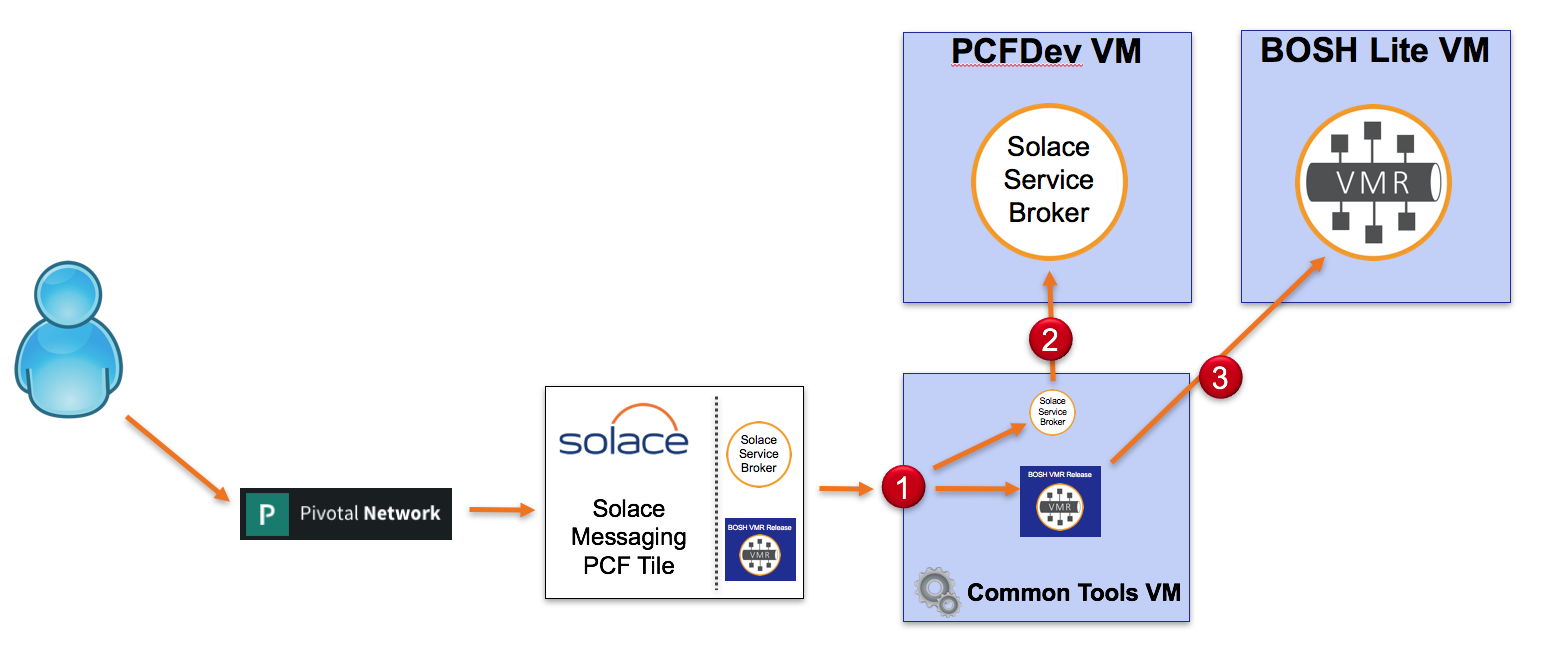 PCFDev VM
BOSH Lite VM
Solace
Service
Broker
VMR
2
3
Solace
Service
Broker
solace
Solace
Service
Broker
1
BOSH VMR Release
VMR
P
Pivotal Network
Solace
Messaging
PCF Tile
BOSH VMR Release
VMR
Common Tools VM